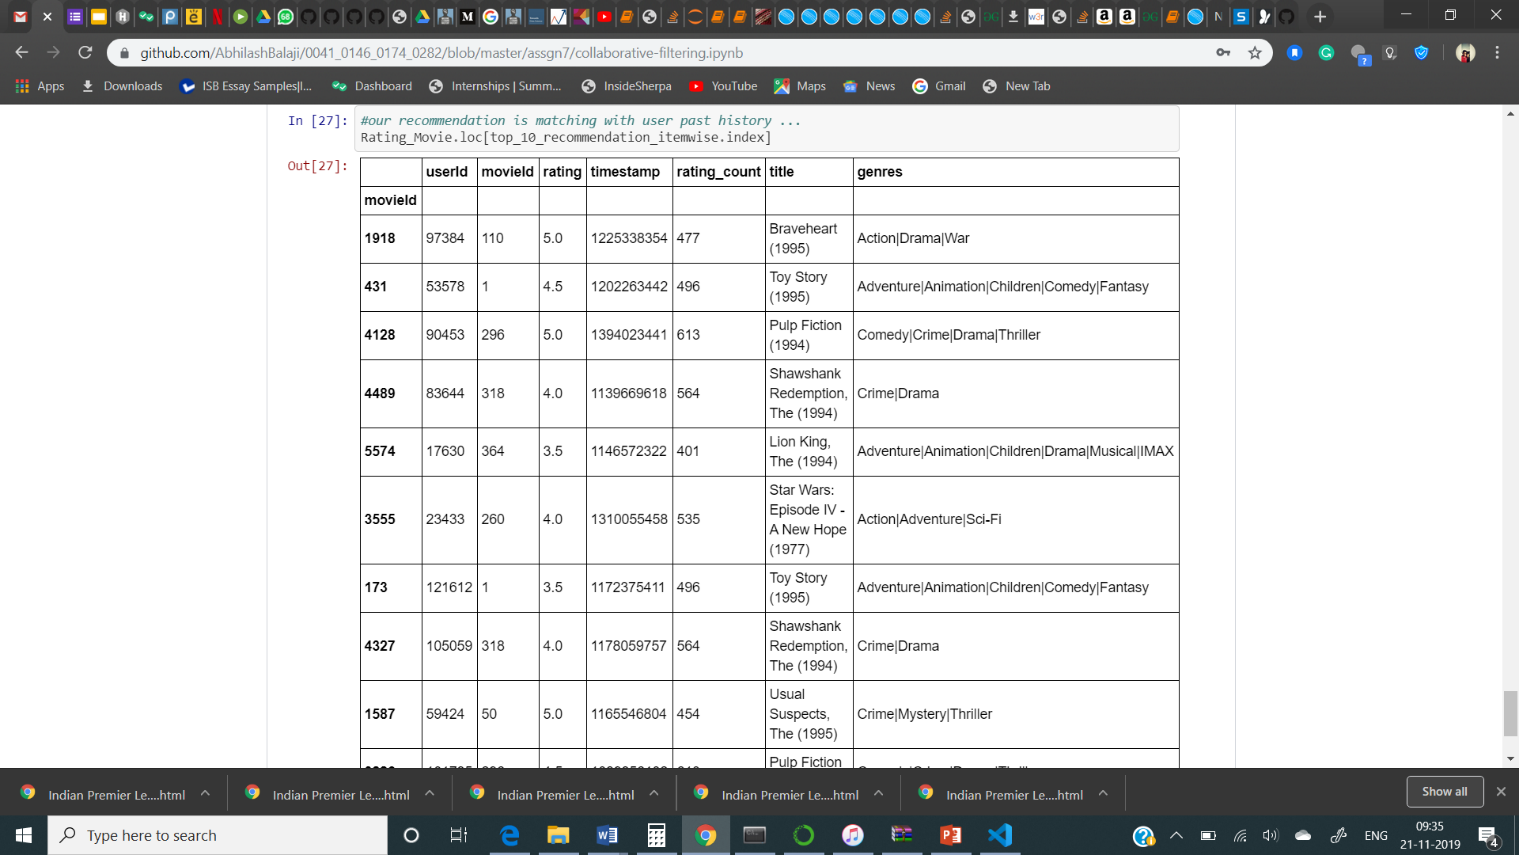 github.com/AbhilashBalaji/0041_0146_0174_0282/blob/master/assgn7/collaborative-filtering.ipynb
Apps Downloads ISB Essay Samples|I... Dashboard Internships | Summ... InsideSherpa YouTube Maps News Gmail New Tab
In [27]: #our recommendation is matching with user past history ...
Rating_Movie.loc[top_10_recommendation_itemwise.index]
Out[27]:
userId movieId rating timestamp rating_count title genres
movieId
1918 97384 110 5.0 1225338354 477 Braveheart (1995) Action|Drama|War
431 53578 1 4.5 1202263442 496 Toy Story (1995) Adventure|Animation|Children|Comedy|Fantasy
4128 90453 296 5.0 1394023441 613 Pulp Fiction (1994) Comedy|Crime|Drama|Thriller
4489 83644 318 4.0 1139669618 564 Shawshank Redemption, The (1994) Crime|Drama
5574 17630 364 3.5 1146572322 401 Lion King, The (1994) Adventure|Animation|Children|Drama|Musical|IMAX
3555 23433 260 4.0 1310055458 535 Star Wars: Episode IV - A New Hope (1977) Action|Adventure|Sci-Fi
173 121612 1 3.5 1172375411 496 Toy Story (1995) Adventure|Animation|Children|Comedy|Fantasy
4327 105059 318 4.0 1178059757 564 Shawshank Redemption, The (1994) Crime|Drama
1587 59424 50 5.0 1165546804 454 Usual Suspects, The (1995) Crime|Mystery|Thriller
Pulp Fiction
Indian Premier Le....html Indian Premier Le....html Indian Premier Le....html Indian Premier Le....html Indian Premier Le....html Show all
Type here to search
ENG
09:35
21-11-2019
4